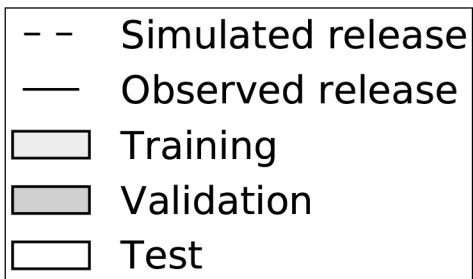 Simulated release
Observed release
Training
Validation
Test